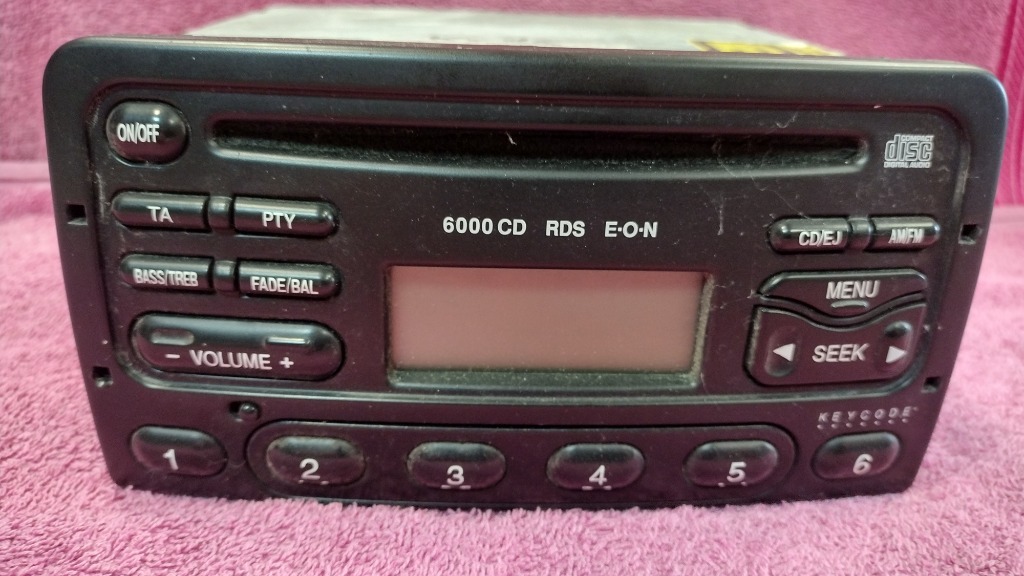 ON/OFF
COMPACT
disc
DIGITAL AUDIO
TA PTY
6000 CD RDS E·O·N
CD/EJ AM/FM
BASS/TREB FADE/BAL
MENU
− VOLUME +
◀ SEEK ▶
KEYCODE
1 2 3 4 5 6